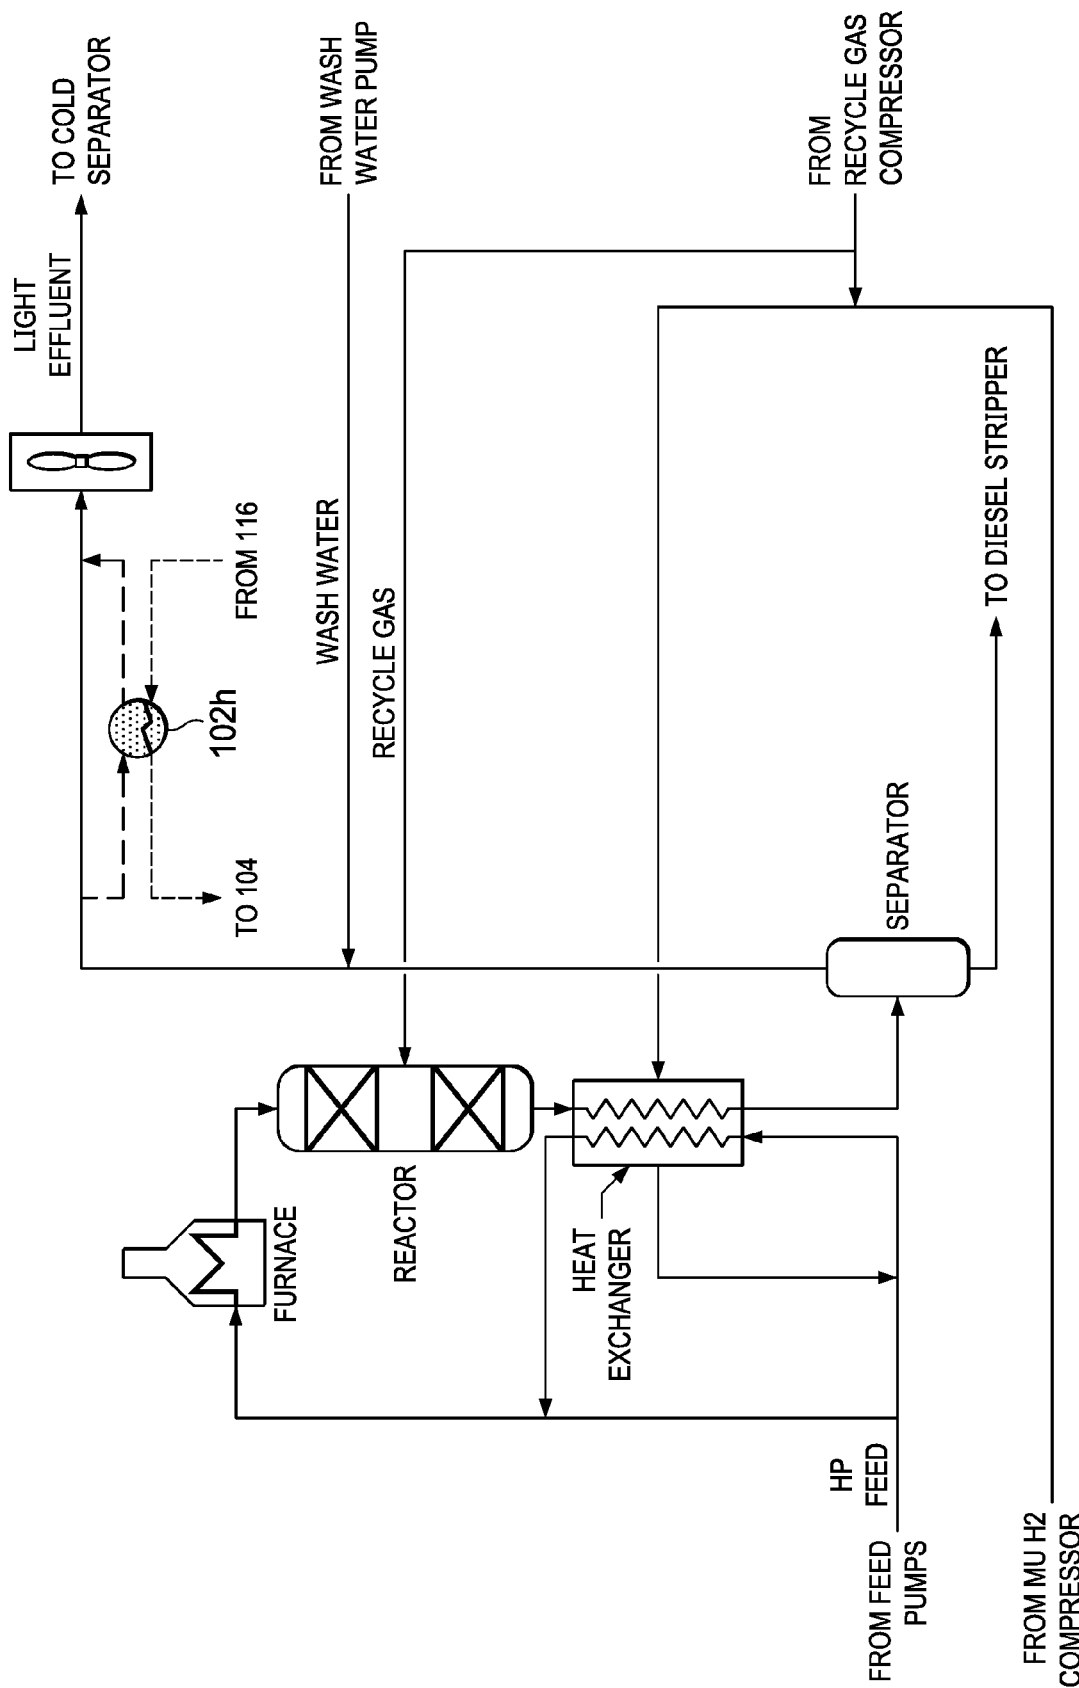 LIGHT
EFFLUENT
TO COLD
SEPARATOR
TO 104
102h
FROM 116
WASH WATER
FROM WASH
WATER PUMP
RECYCLE GAS
FROM
RECYCLE GAS
COMPRESSOR
FURNACE
REACTOR
HEAT
EXCHANGER
SEPARATOR
TO DIESEL STRIPPER
HP
FEED
FROM FEED
PUMPS
FROM MU H2
COMPRESSOR